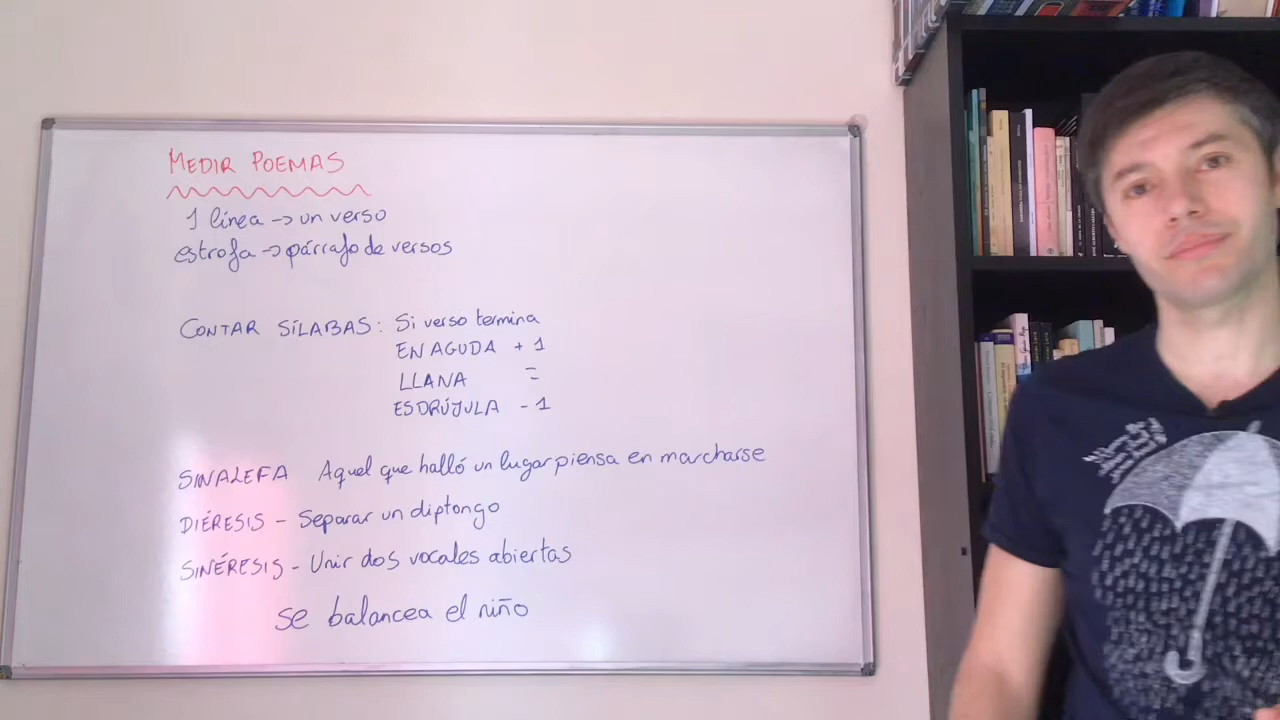 MEDIR POEMAS
1 línea → un verso
estrofa → párrafo de versos
CONTAR SÍLABAS: Si verso termina
EN AGUDA + 1
LLANA =
ESDRÚJULA - 1
SINALEFA Aquel que halló un lugar piensa en marcharse
DIÉRESIS - Separar un diptongo
SINÉRESIS - Unir dos vocales abiertas
se balancea el niño